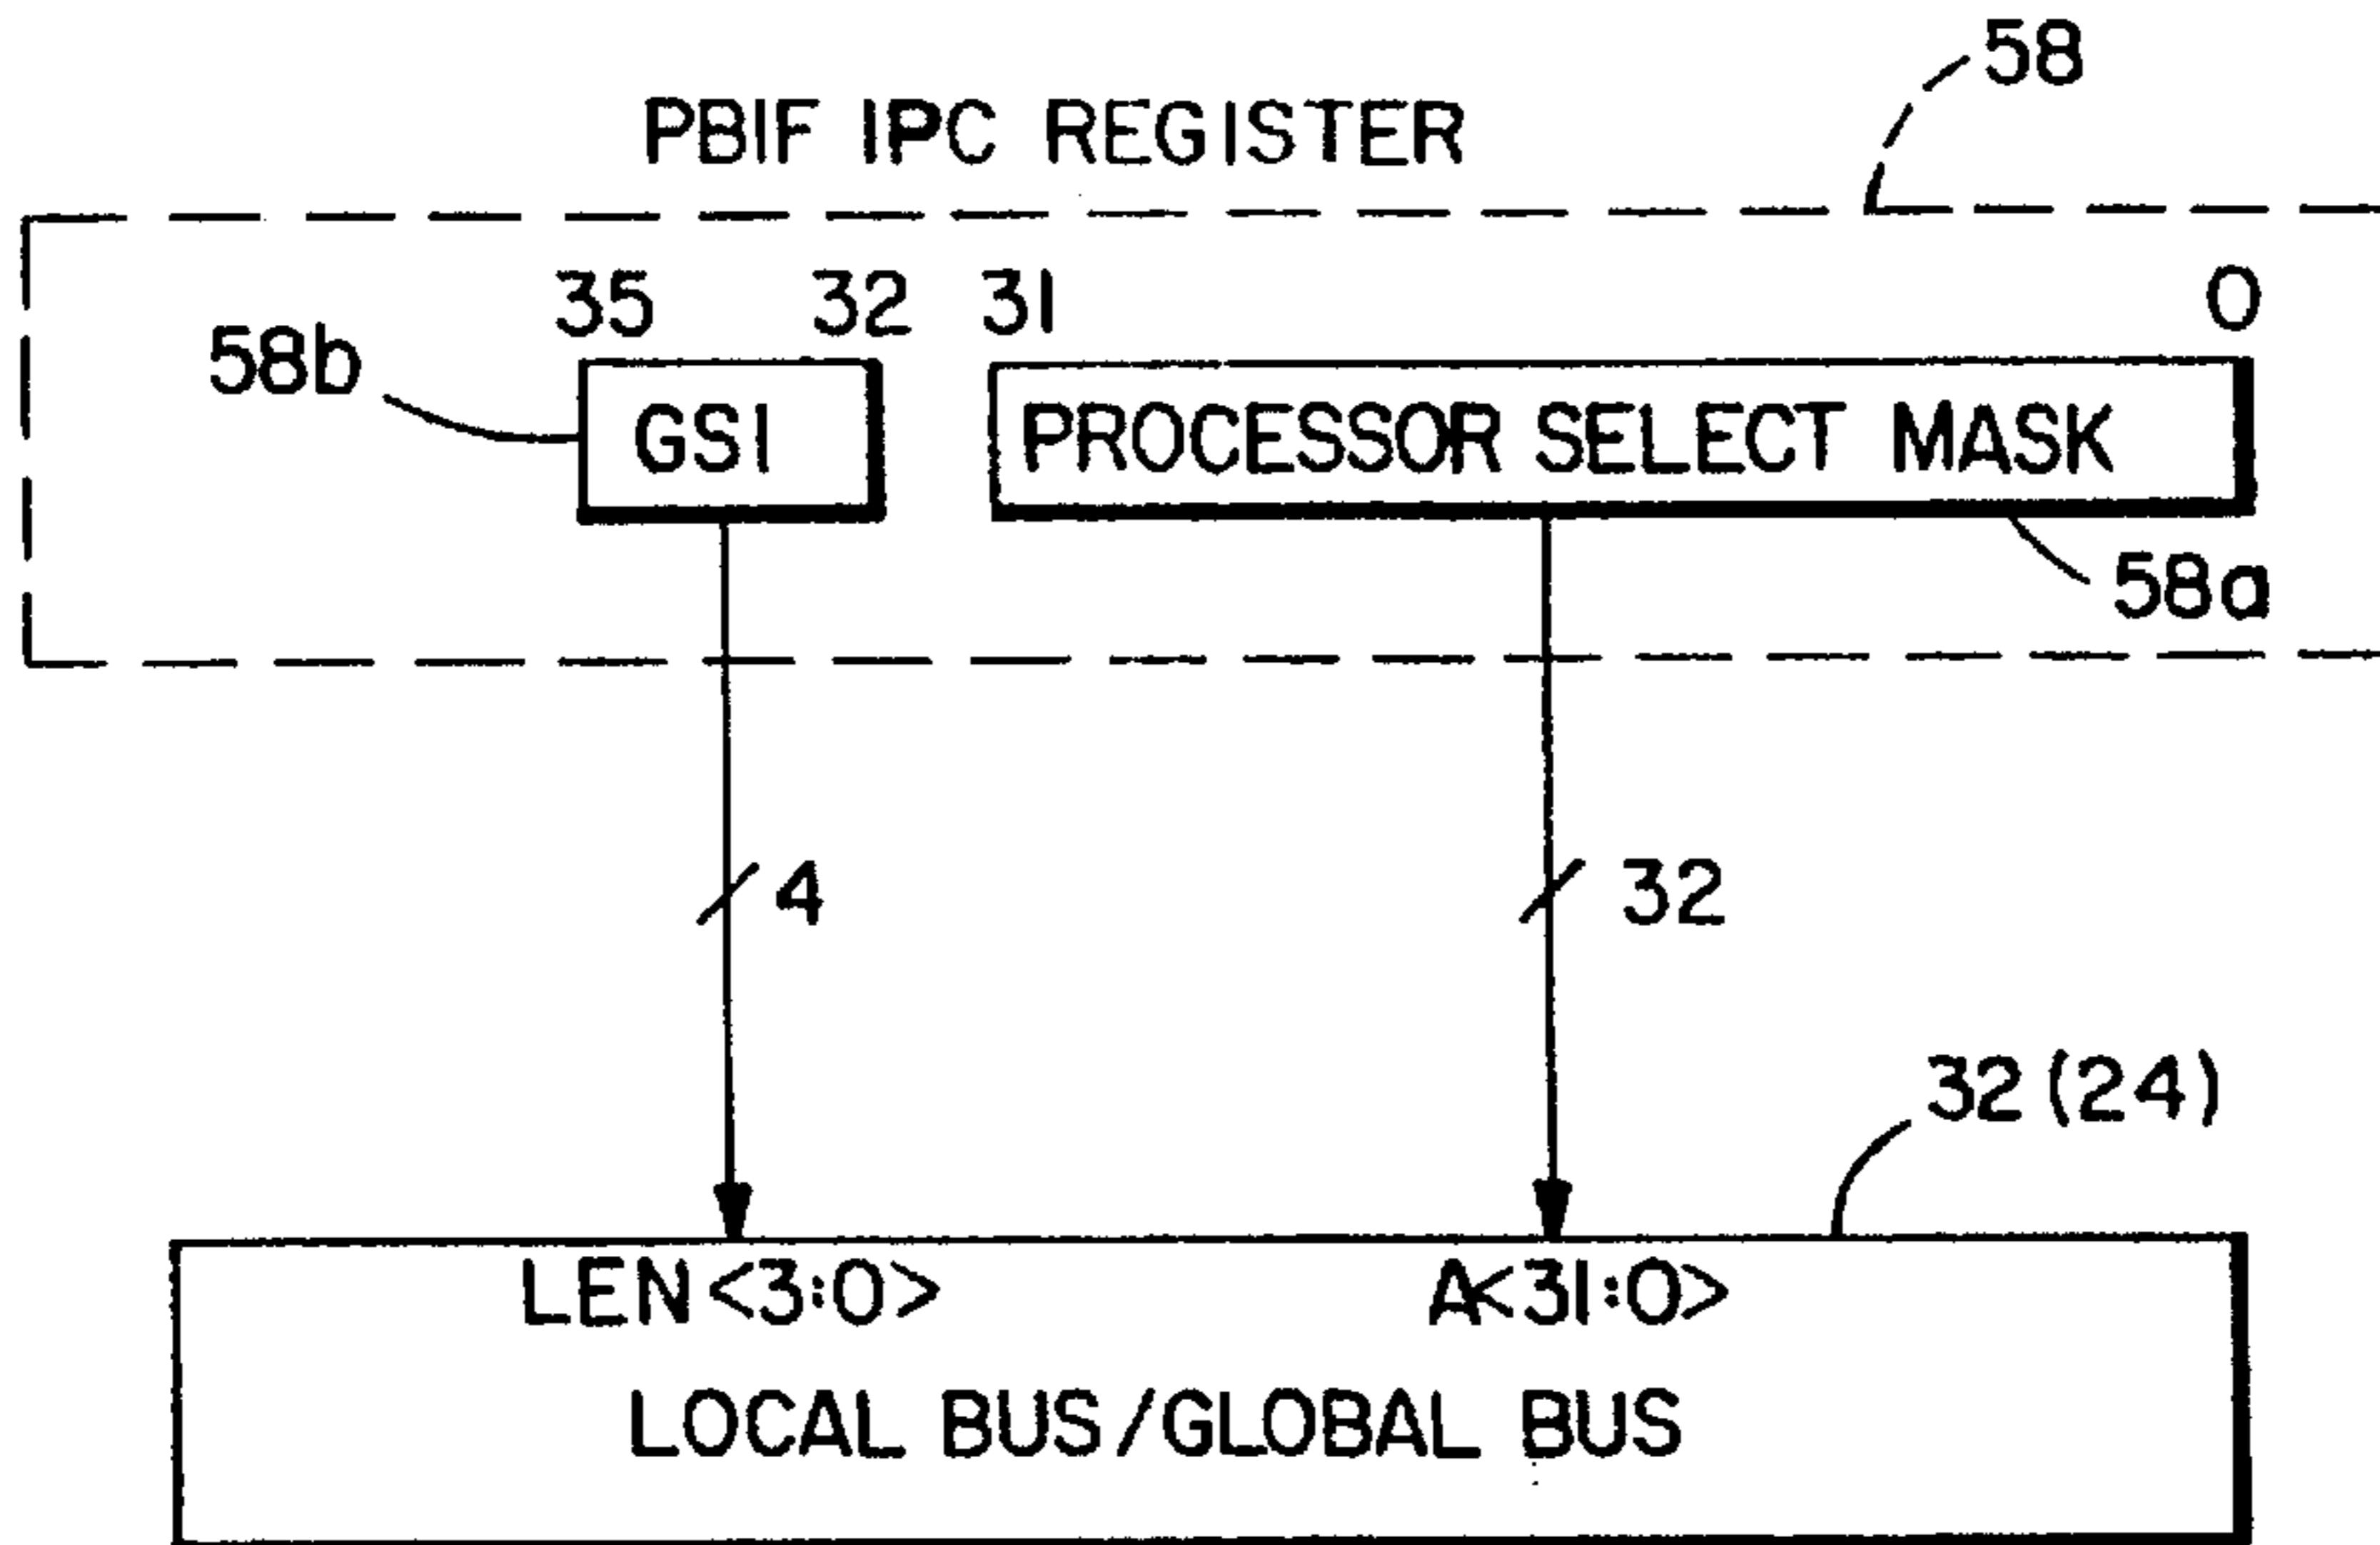 58
PBIF IPC REGISTER
35 32 31 0
58b
GSI PROCESSOR SELECT MASK
58a
4 32
32(24)
LEN<3:0> A<31:0>
LOCAL BUS/GLOBAL BUS